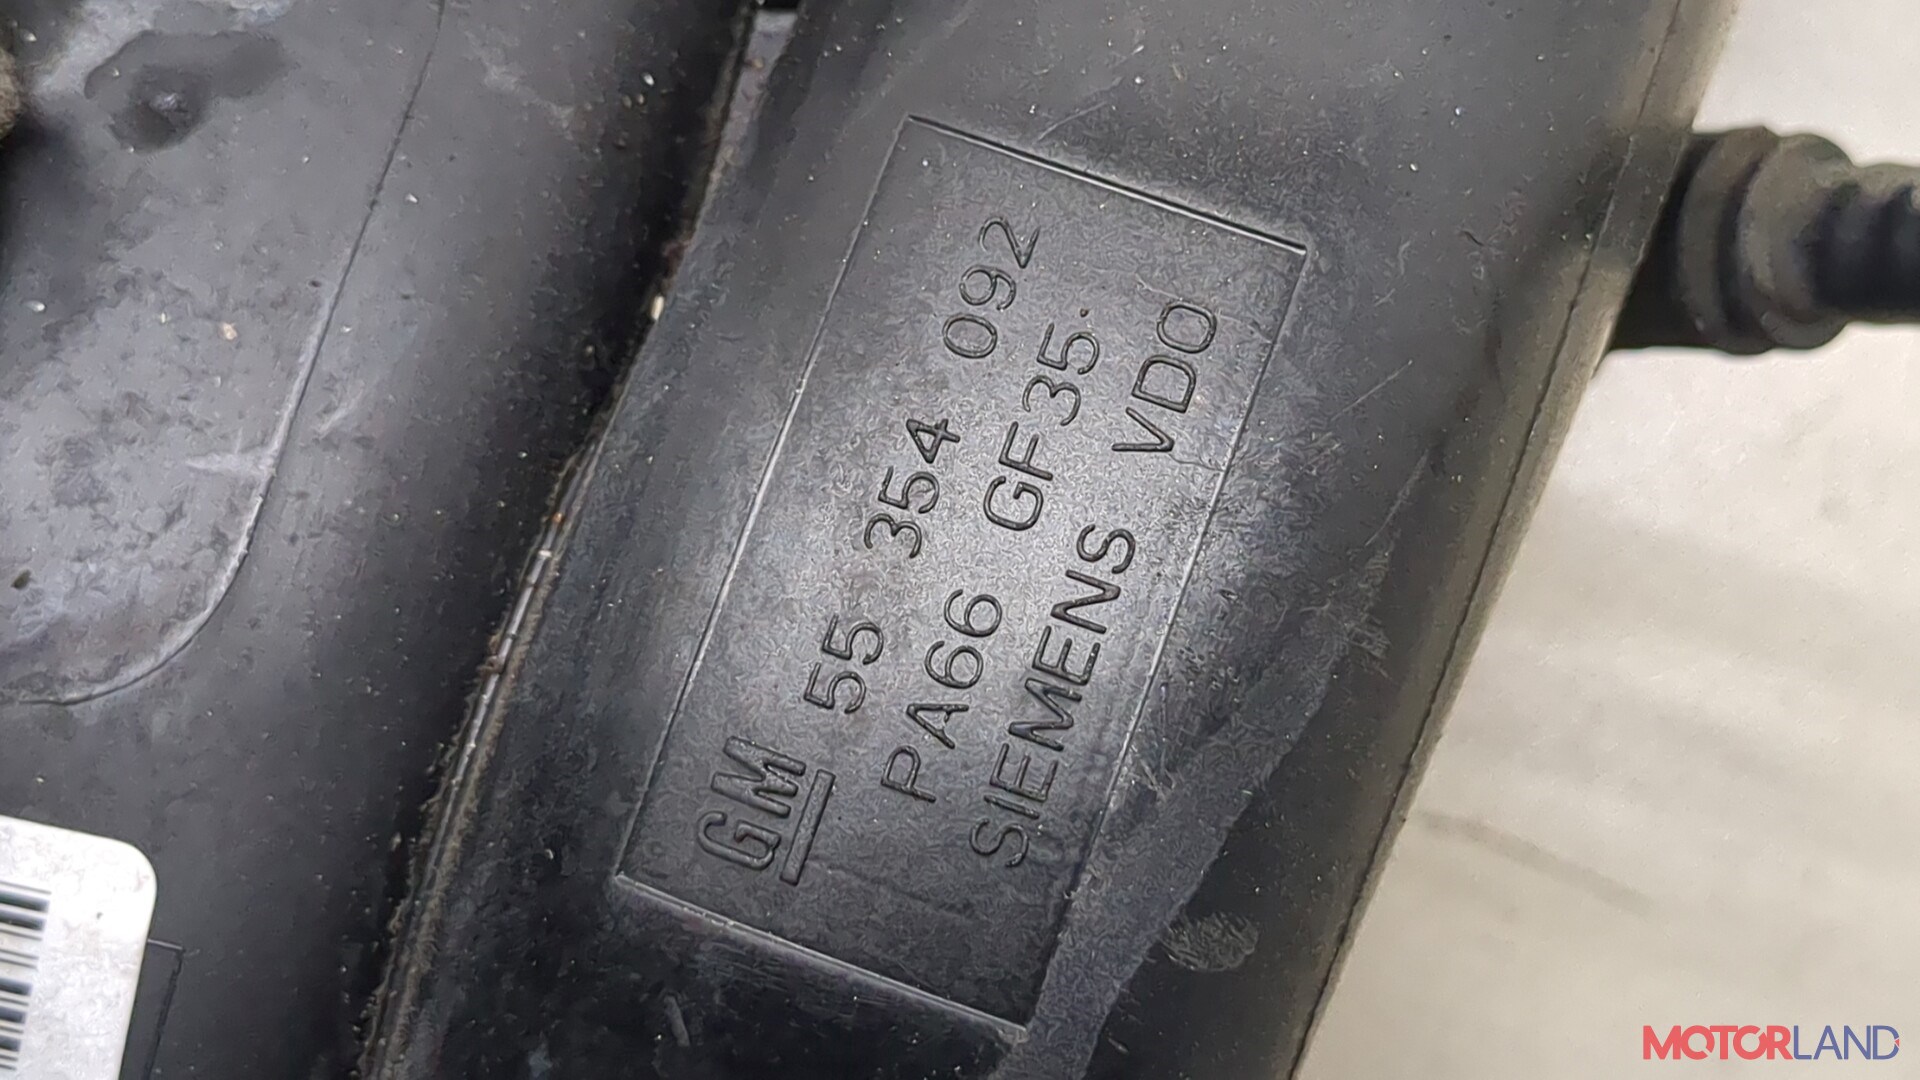 GM 55 354 092
PA66 GF35.
SIEMENS VDO
MOTORLAND